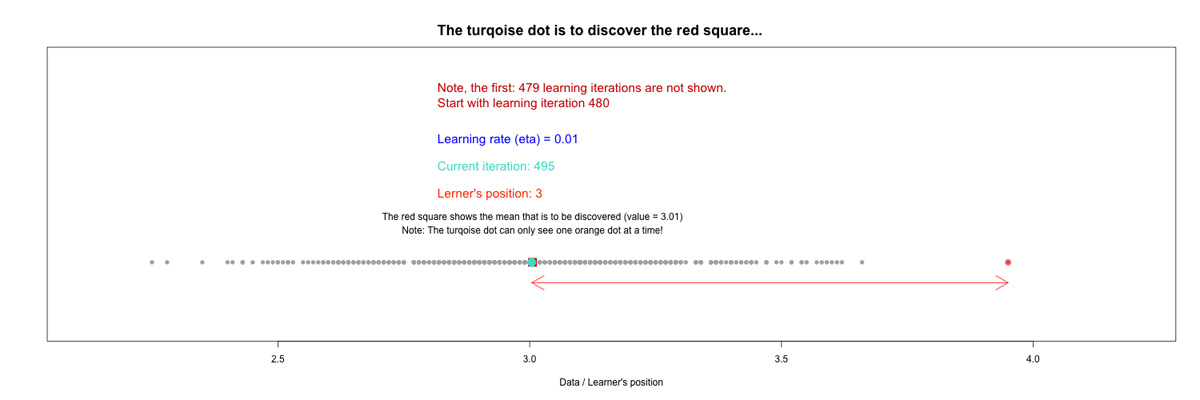 The turqoise dot is to discover the red square...
Note, the first: 479 learning iterations are not shown.
Start with learning iteration 480
Learning rate (eta) = 0.01
Current iteration: 495
Lerner's position: 3
The red square shows the mean that is to be discovered (value = 3.01)
Note: The turqoise dot can only see one orange dot at a time!
2.5 3.0 3.5 4.0
Data / Learner's position